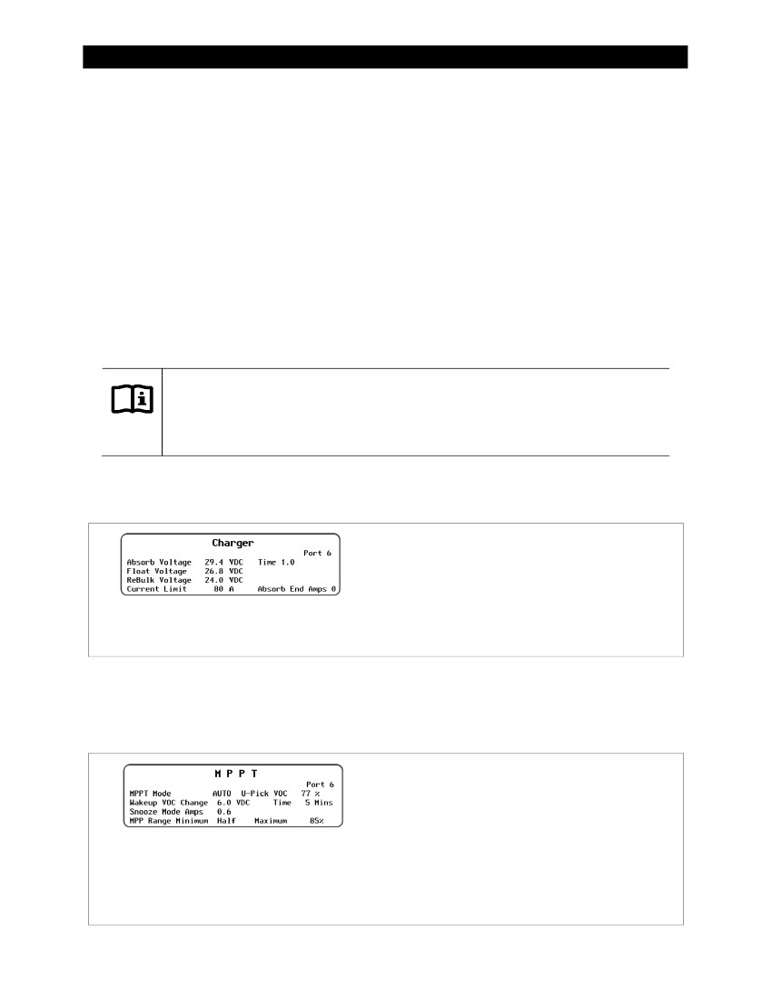 i
Charger
Port 6
Absorb Voltage 29.4 VDC Time 1.0
Float Voltage 26.8 VDC
ReBulk Voltage 24.0 VDC
Current Limit 80 A Absorb End Amps 0
M P P T
Port 6
MPPT Mode AUTO U-Pick VOC 77 %
Wakeup VOC Change 6.0 VDC Time 5 Mins
Snooze Mode Amps 0.6
MPP Range Minimum Half Maximum 85%